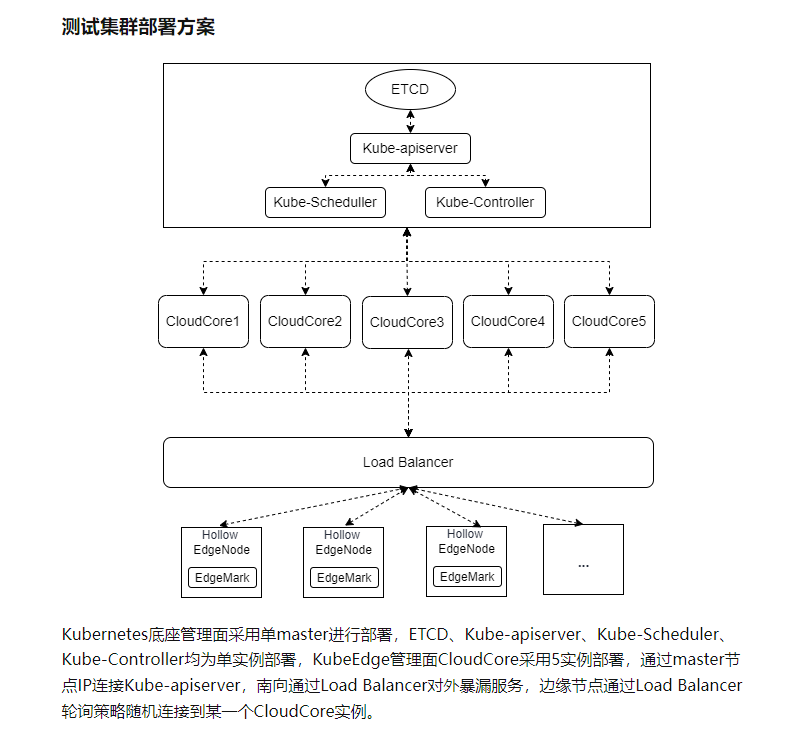 测试集群部署方案
ETCD
Kube-apiserver
Kube-Scheduller
Kube-Controller
CloudCore1
CloudCore2
CloudCore3
CloudCore4
CloudCore5
Load Balancer
Hollow
EdgeNode
EdgeMark
Hollow
EdgeNode
EdgeMark
Hollow
EdgeNode
EdgeMark
...
Kubernetes底座管理面采用单master进行部署，ETCD、Kube-apiserver、Kube-Scheduler、
Kube-Controller均为单实例部署，KubeEdge管理面CloudCore采用5实例部署，通过master节
点IP连接Kube-apiserver，南向通过Load Balancer对外暴漏服务，边缘节点通过Load Balancer
轮询策略随机连接到某一个CloudCore实例。